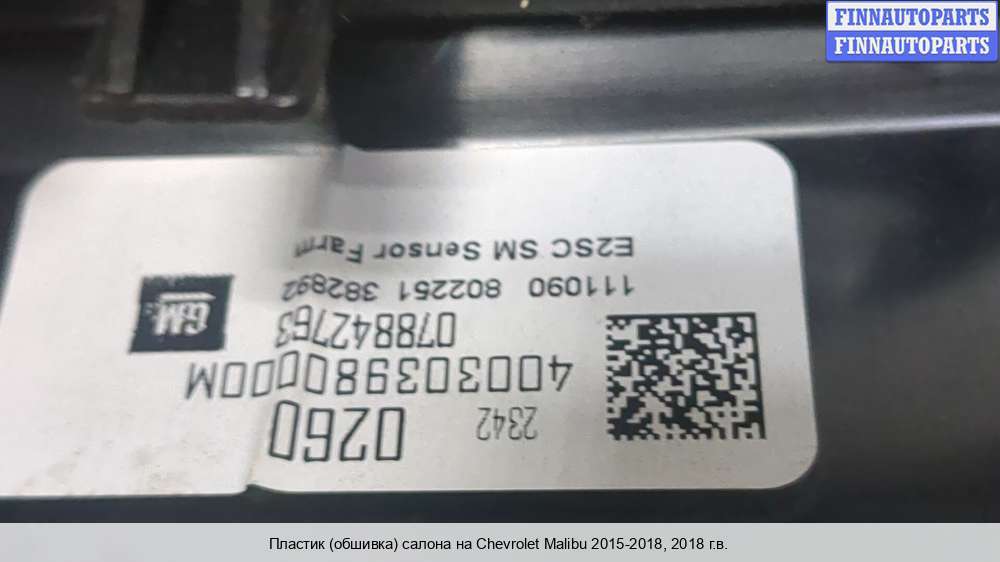 FINNAUTOPARTS
FINNAUTOPARTS
2342
0260
400303980000M
078842763
GM
111090 802251 382892
E2SC SM Sensor Farm
Пластик (обшивка) салона на Chevrolet Malibu 2015-2018, 2018 г.в.